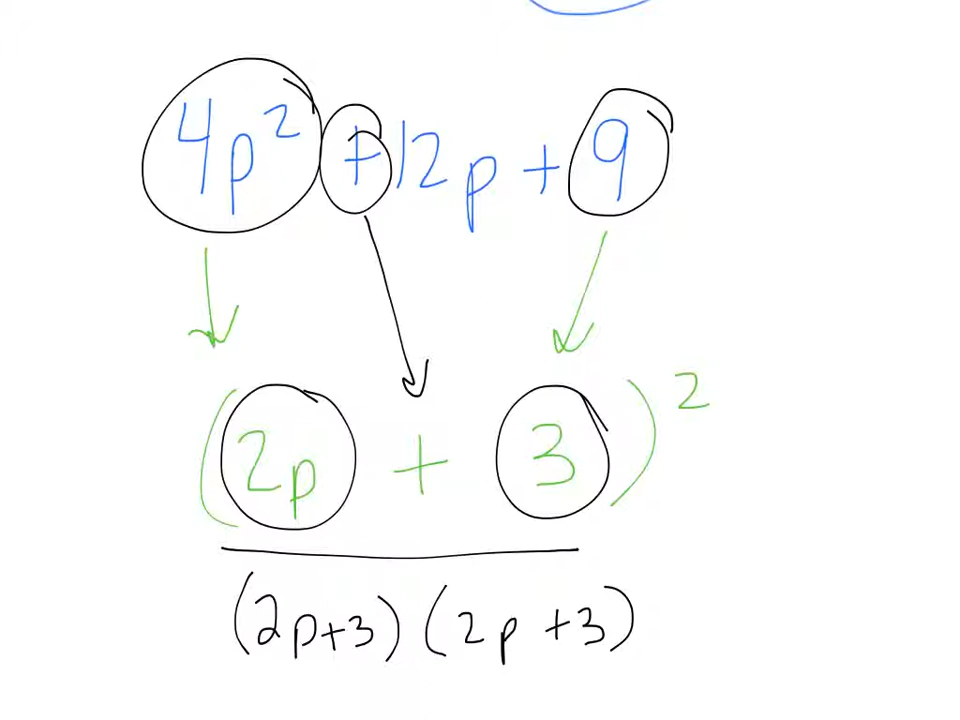 4p² + 12p + 9
(2p + 3)²
(2p+3)(2p+3)